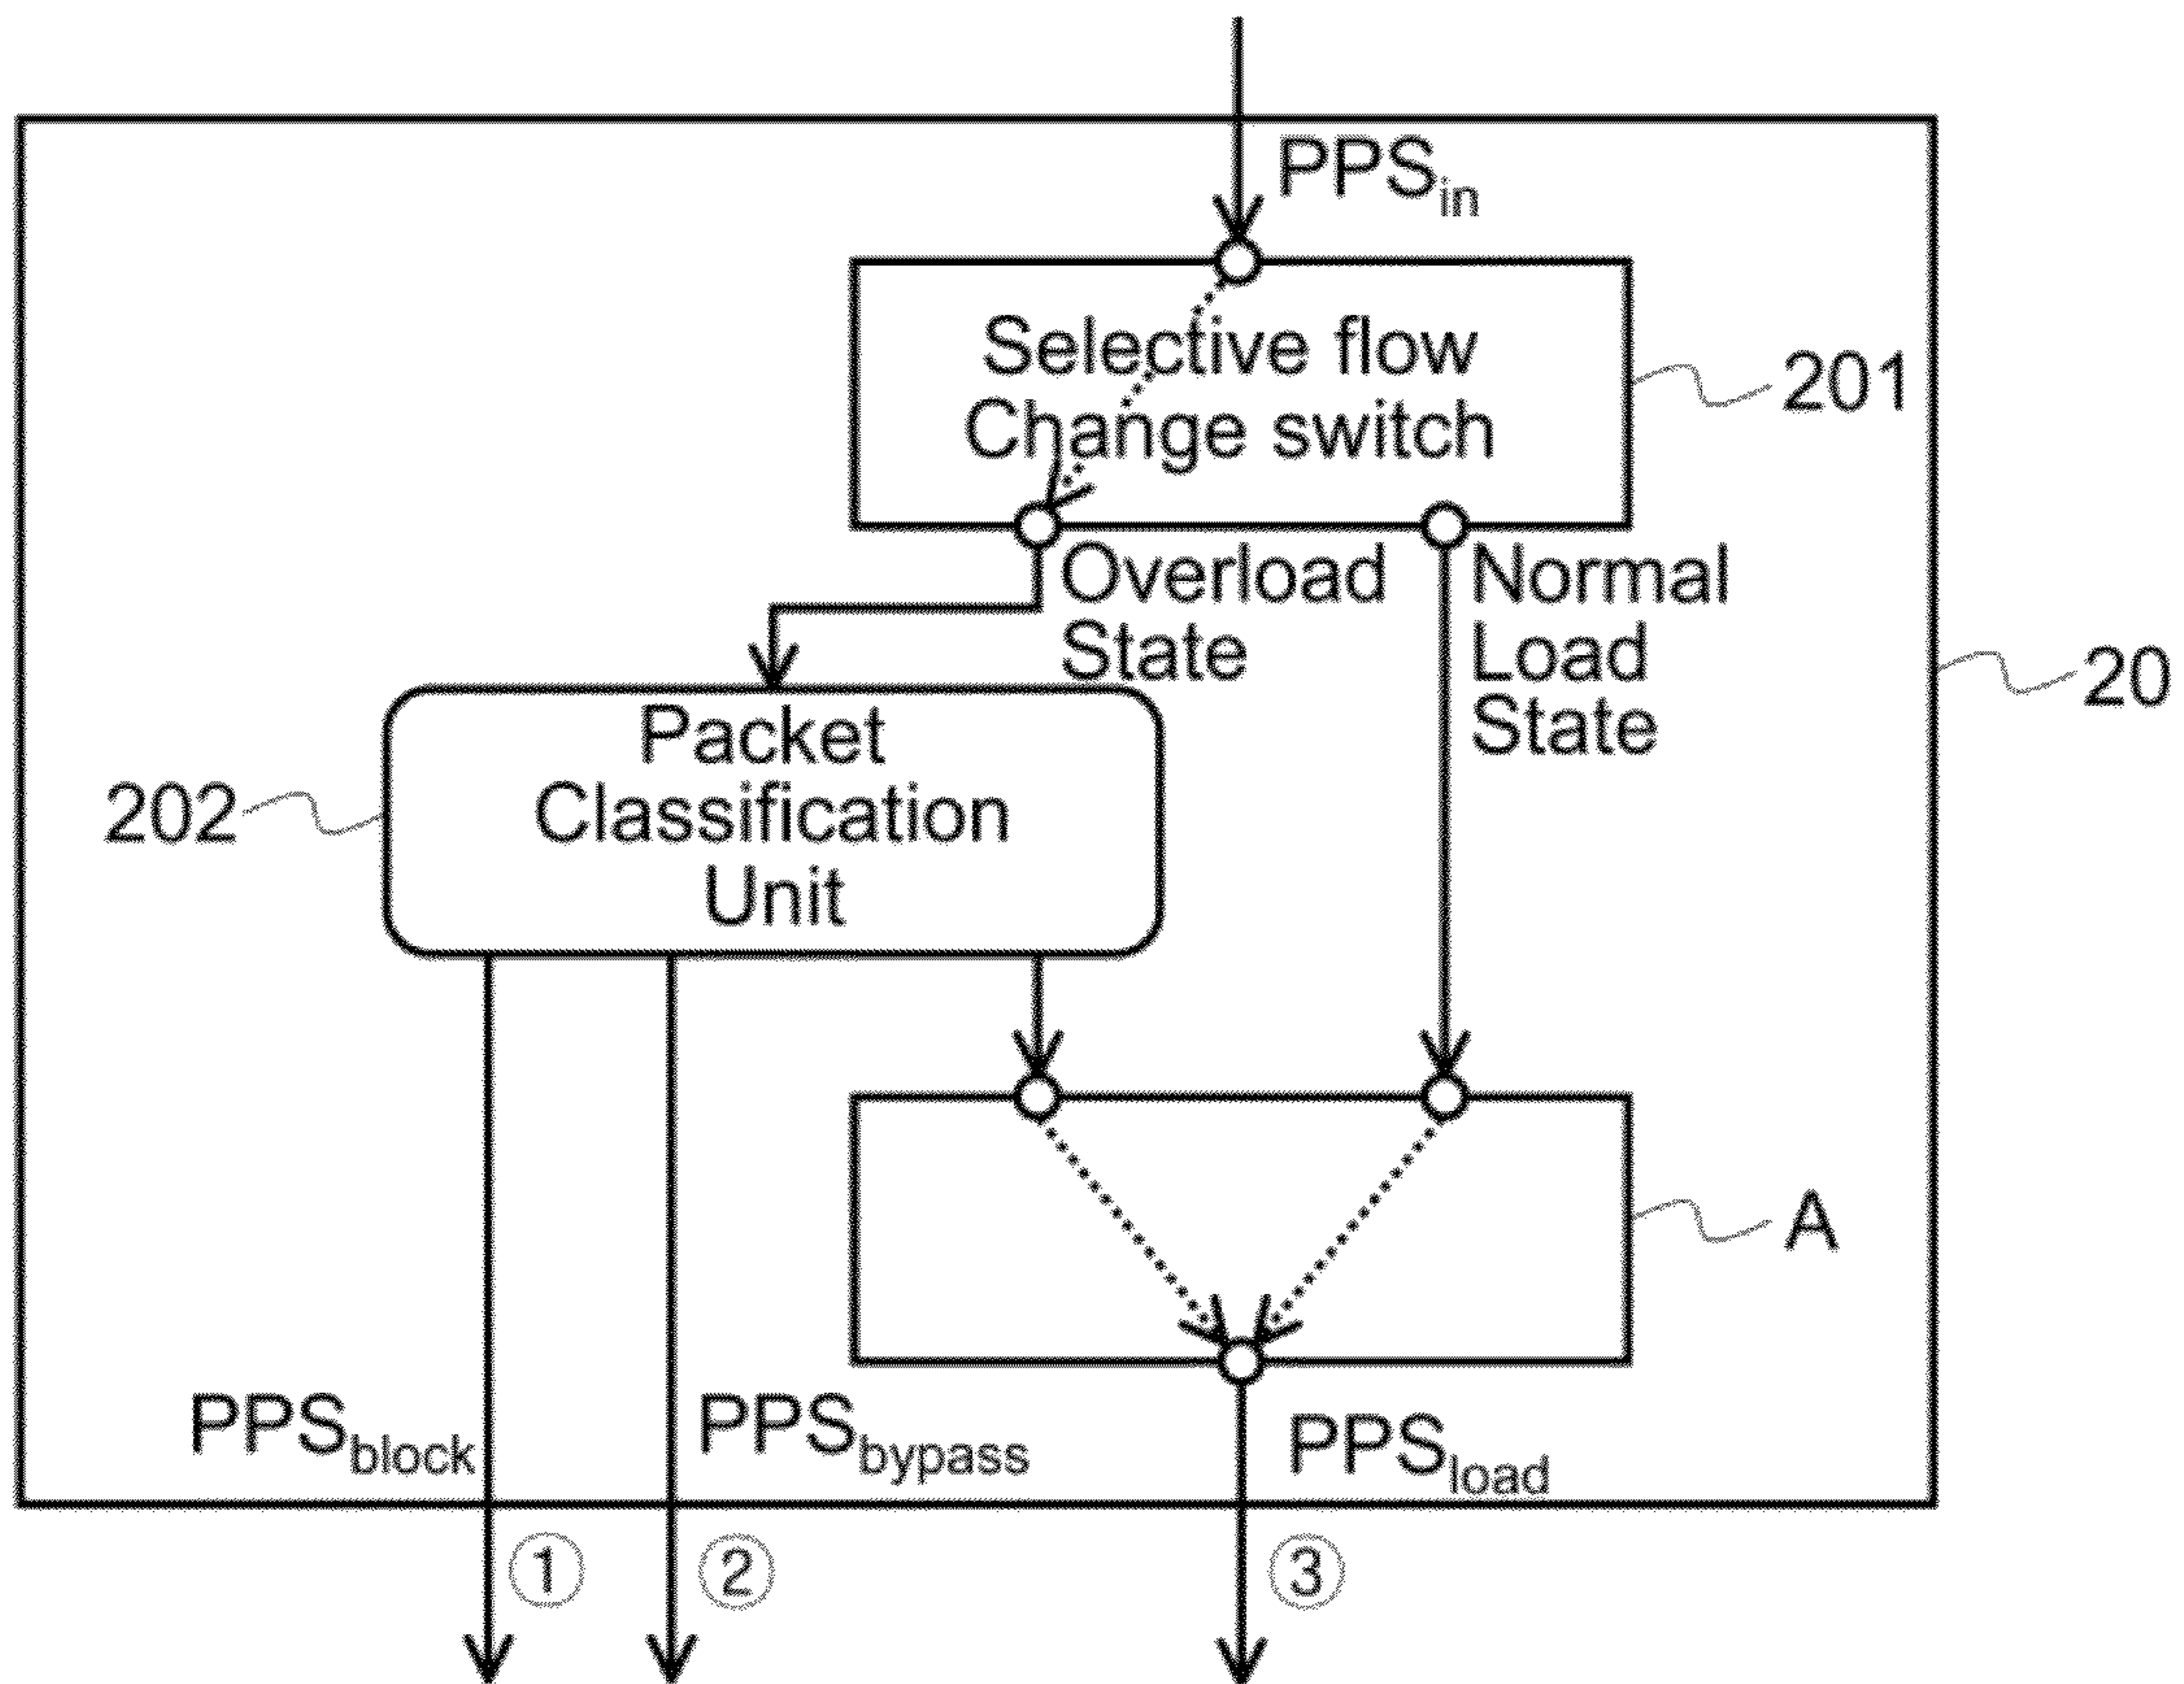 PPSin
Selective flow
Change switch
201
Overload
State
Normal
Load
State
20
Packet
Classification
Unit
202
A
PPSblock
PPSbypass
PPSload
①
②
③